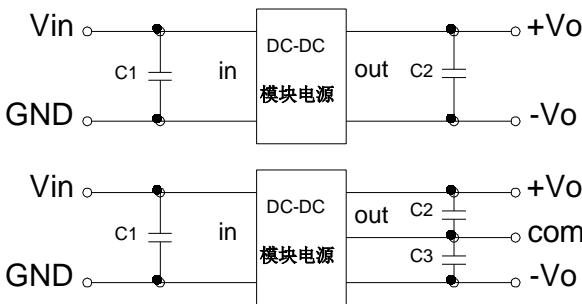 Vin
DC-DC
+Vo
C1
in
out
C2
模块电源
GND
-Vo
Vin
DC-DC
+Vo
C2
out
C1
in
com
模块电源
C3
GND
-Vo